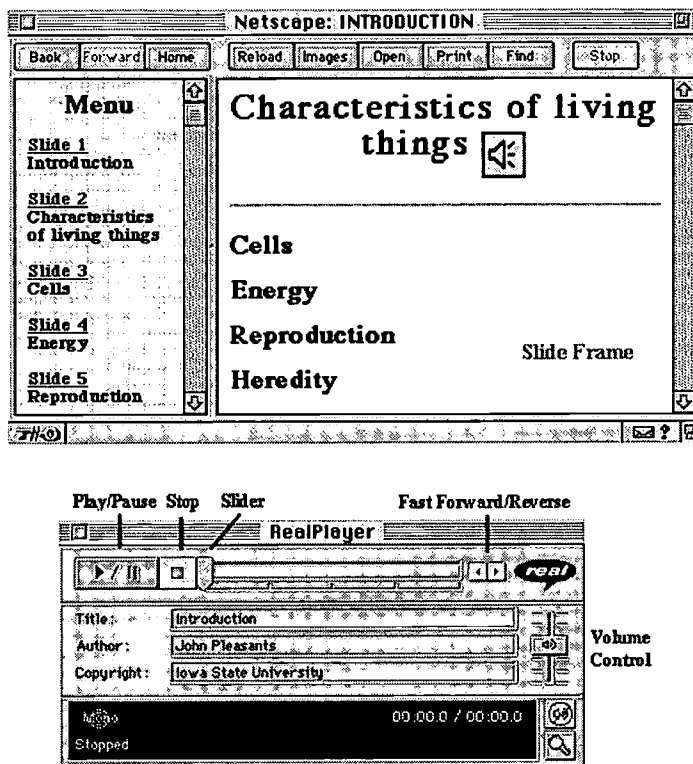 Netscape: INTRODUCTION
Back Forward Home Reload Images Open Print Find Stop
Menu
Slide 1
Introduction
Slide 2
Characteristics
of living things
Slide 3
Cells
Slide 4
Energy
Slide 5
Reproduction
Characteristics of living
things
Cells
Energy
Reproduction
Heredity
Slide Frame
?
Play/Pause Stop Slider Fast Forward/Reverse
RealPlayer
real
Title: Introduction
Author: John Pleasants
Copyright: Iowa State University
Volume
Control
Mono 00:00.0 / 00:00.0
Stopped